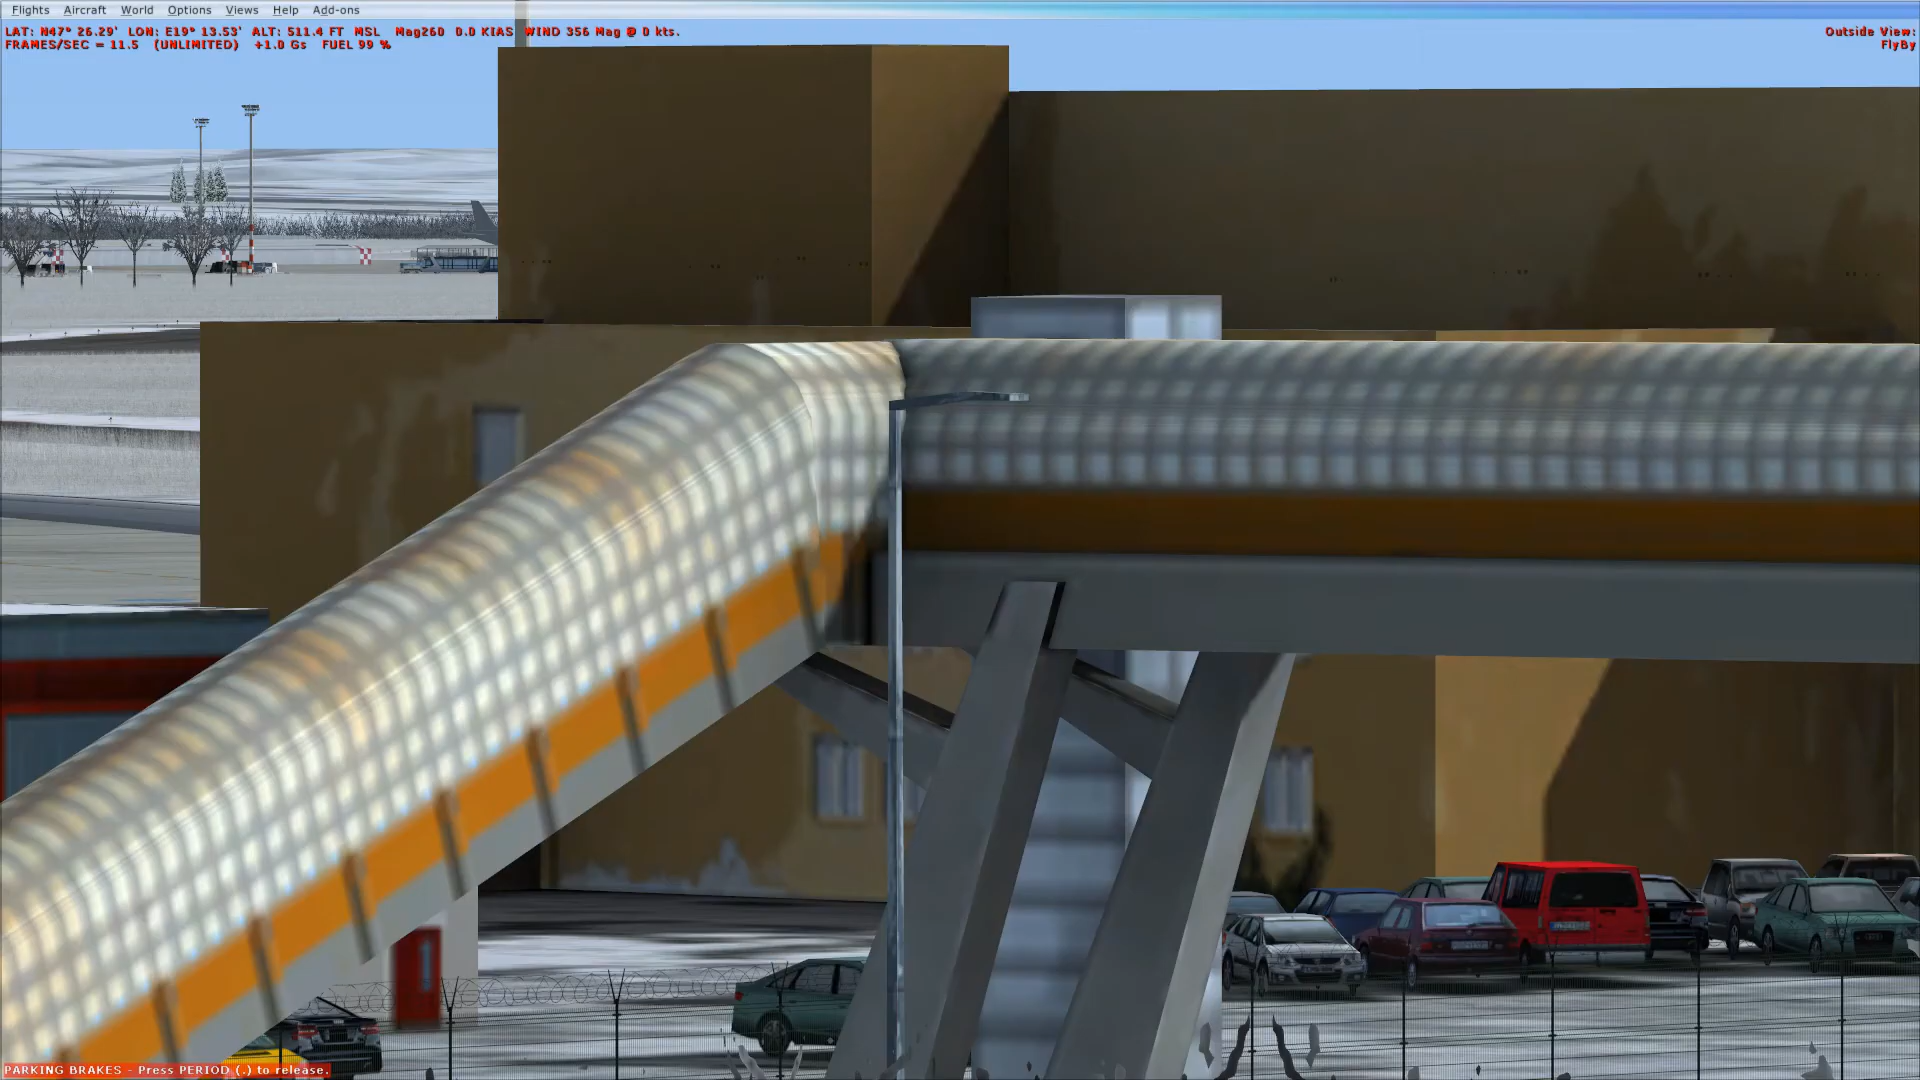 Flights Aircraft World Options Views Help Add-ons
LAT: N47° 26.29' LON: E19° 13.53' ALT: 511.4 FT MSL Mag260 0.0 KIAS WIND 356 Mag @ 0 kts.
FRAMES/SEC = 11.5 (UNLIMITED) +1.0 Gs FUEL 99 %
Outside View:
FlyBy
PARKING BRAKES - Press PERIOD (.) to release.